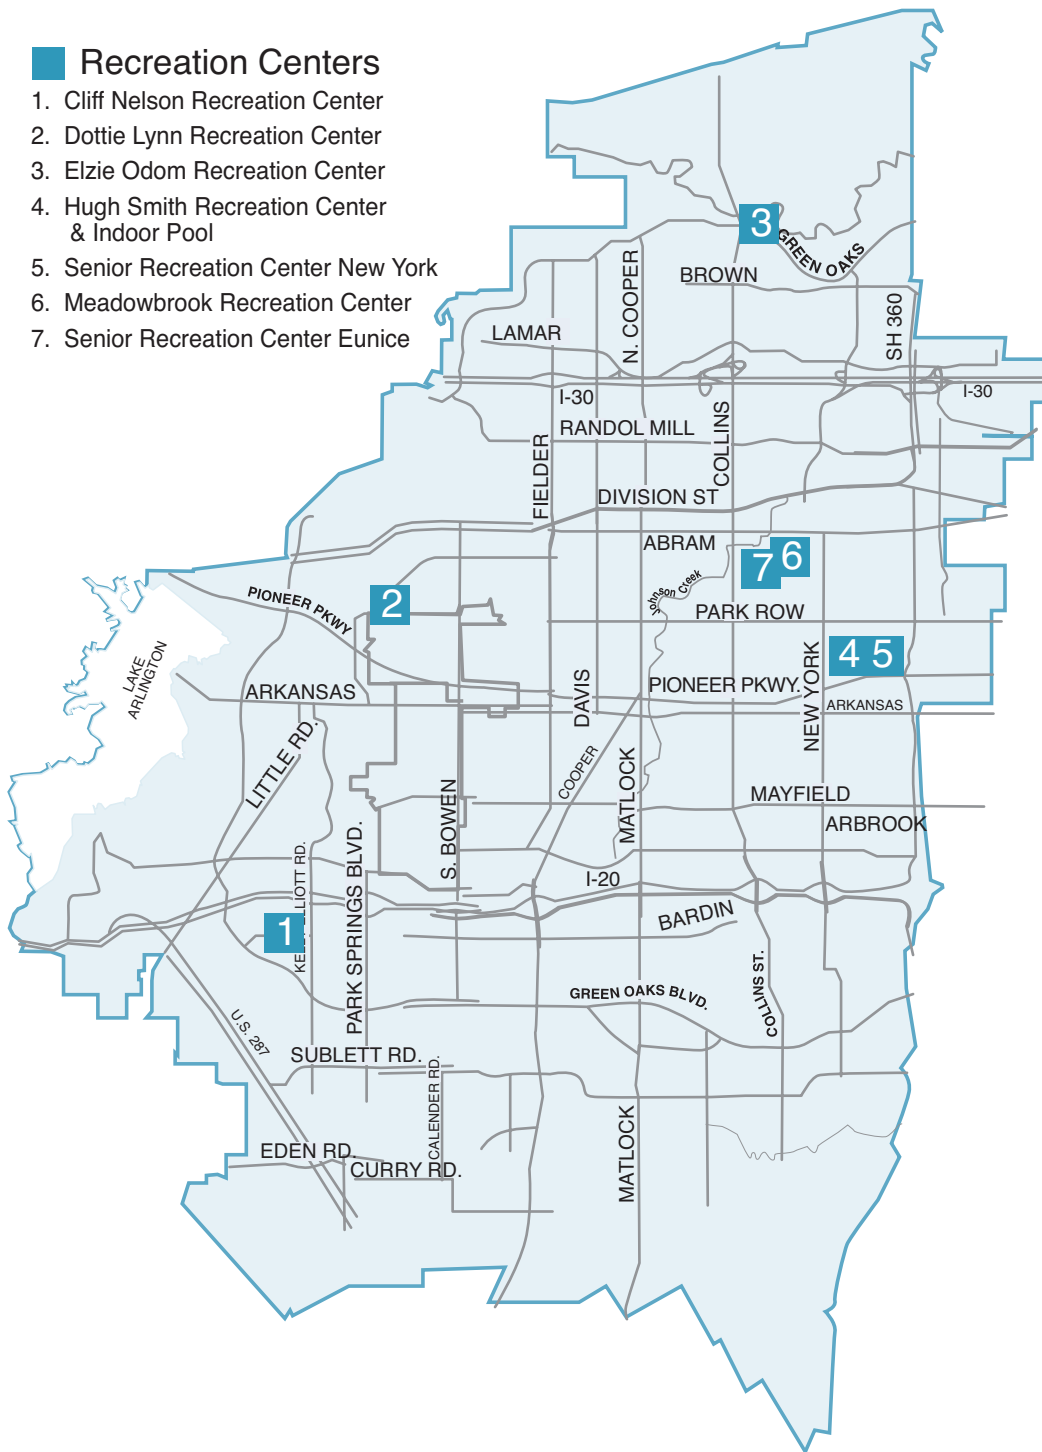 Recreation Centers
1. Cliff Nelson Recreation Center
2. Dottie Lynn Recreation Center
3. Elzie Odom Recreation Center
4. Hugh Smith Recreation Center
& Indoor Pool
5. Senior Recreation Center New York
6. Meadowbrook Recreation Center
7. Senior Recreation Center Eunice
3
GREEN OAKS
BROWN
N. COOPER
SH 360
LAMAR
I-30
I-30
COLLINS
RANDOL MILL
FIELDER
DIVISION ST
ABRAM
6
7
Johnson Creek
2
PIONEER PKWY
PARK ROW
LAKE
ARLINGTON
4 5
NEW YORK
ARKANSAS
DAVIS
PIONEER PKWY.
ARKANSAS
LITTLE RD.
COOPER
MATLOCK
S. BOWEN
MAYFIELD
ARBROOK
PARK SPRINGS BLVD.
I-20
1
BARDIN
COLLINS ST.
GREEN OAKS BLVD.
U.S. 287
SUBLETT RD.
CALENDER RD.
EDEN RD.
CURRY RD.
MATLOCK